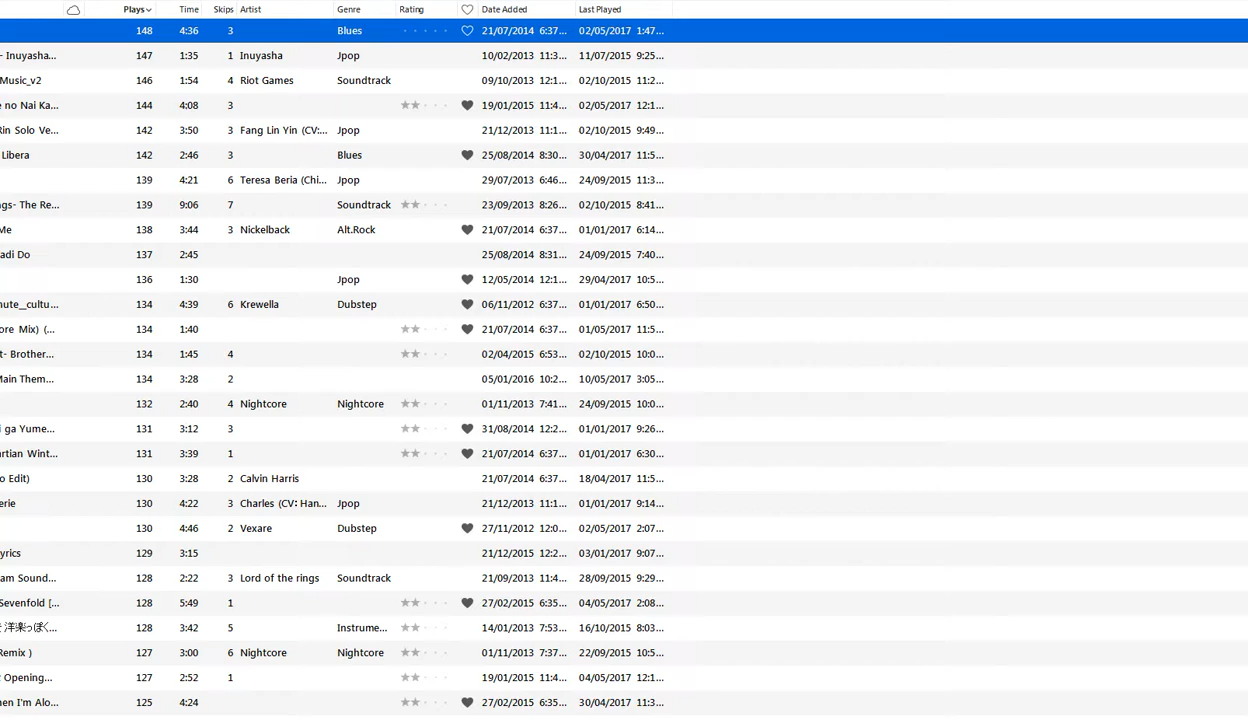 Plays Time Skips Artist Genre Rating Date Added Last Played
148 4:36 3 Blues 21/07/2014 6:37... 02/05/2017 1:47...
- Inuyasha... 147 1:35 1 Inuyasha Jpop 10/02/2013 11:3... 11/07/2015 9:25...
Music_v2 146 1:54 4 Riot Games Soundtrack 09/10/2013 12:1... 02/10/2015 11:2...
e no Nai Ka... 144 4:08 3 19/01/2015 11:4... 02/05/2017 12:1...
Rin Solo Ve... 142 3:50 3 Fang Lin Yin (CV:... Jpop 21/12/2013 11:1... 02/10/2015 9:49...
Libera 142 2:46 3 Blues 25/08/2014 8:30... 30/04/2017 11:5...
139 4:21 6 Teresa Beria (Chi... Jpop 29/07/2013 6:46... 24/09/2015 11:3...
ngs- The Re... 139 9:06 7 Soundtrack 23/09/2013 8:26... 02/10/2015 8:41...
Me 138 3:44 3 Nickelback Alt.Rock 21/07/2014 6:37... 01/01/2017 6:14...
adi Do 137 2:45 25/08/2014 8:31... 24/09/2015 7:40...
136 1:30 Jpop 12/05/2014 12:1... 29/04/2017 10:5...
nute_cultu... 134 4:39 6 Krewella Dubstep 06/11/2012 6:37... 01/01/2017 6:50...
ore Mix) (... 134 1:40 21/07/2014 6:37... 01/05/2017 11:5...
t- Brother... 134 1:45 4 02/04/2015 6:53... 02/10/2015 10:0...
Main Them... 134 3:28 2 05/01/2016 10:2... 10/05/2017 3:05...
132 2:40 4 Nightcore Nightcore 01/11/2013 7:41... 24/09/2015 10:0...
i ga Yume... 131 3:12 3 31/08/2014 12:2... 01/01/2017 9:26...
artian Wint... 131 3:39 1 21/07/2014 6:37... 01/01/2017 6:30...
o Edit) 130 3:28 2 Calvin Harris 21/07/2014 6:37... 18/04/2017 11:5...
erie 130 4:22 3 Charles (CV: Han... Jpop 21/12/2013 11:1... 01/01/2017 9:14...
130 4:46 2 Vexare Dubstep 27/11/2012 12:0... 02/05/2017 2:07...
yrics 129 3:15 21/12/2015 12:2... 03/01/2017 9:07...
am Sound... 128 2:22 3 Lord of the rings Soundtrack 21/09/2013 11:4... 28/09/2015 9:29...
Sevenfold [... 128 5:49 1 27/02/2015 6:35... 04/05/2017 2:08...
洋楽っぽく... 128 3:42 5 Instrume... 14/01/2013 7:53... 16/10/2015 8:03...
Remix ) 127 3:00 6 Nightcore Nightcore 01/11/2013 7:37... 22/09/2015 10:5...
Opening... 127 2:52 1 19/01/2015 11:4... 04/05/2017 12:1...
hen I'm Alo... 125 4:24 27/02/2015 6:35... 30/04/2017 11:3...